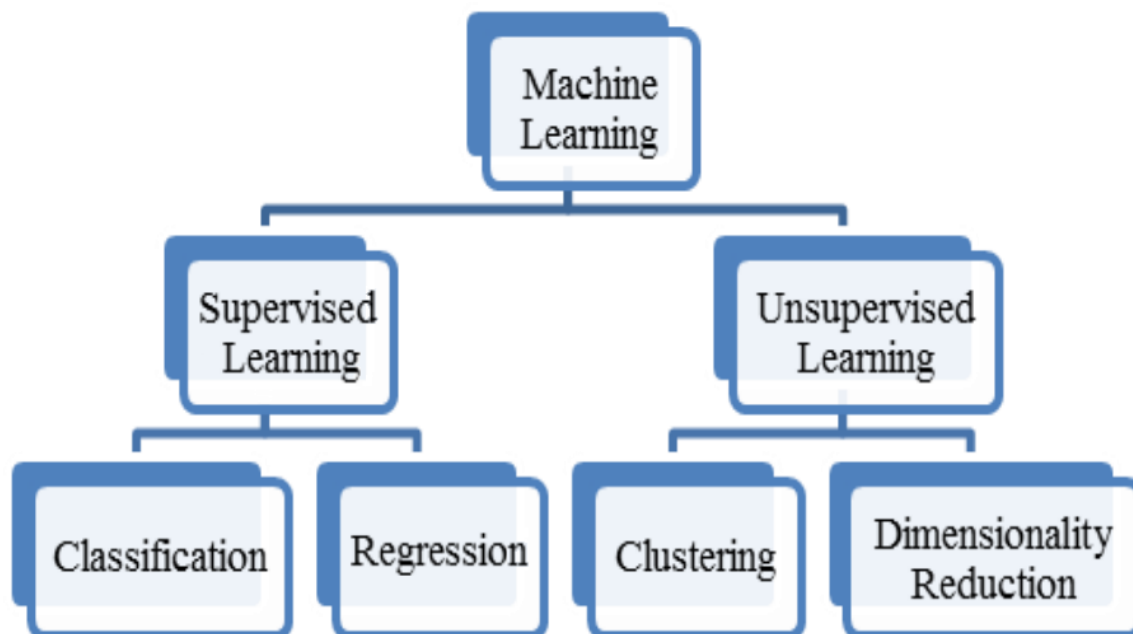 Machine
Learning
Supervised
Learning
Unsupervised
Learning
Classification
Regression
Clustering
Dimensionality
Reduction